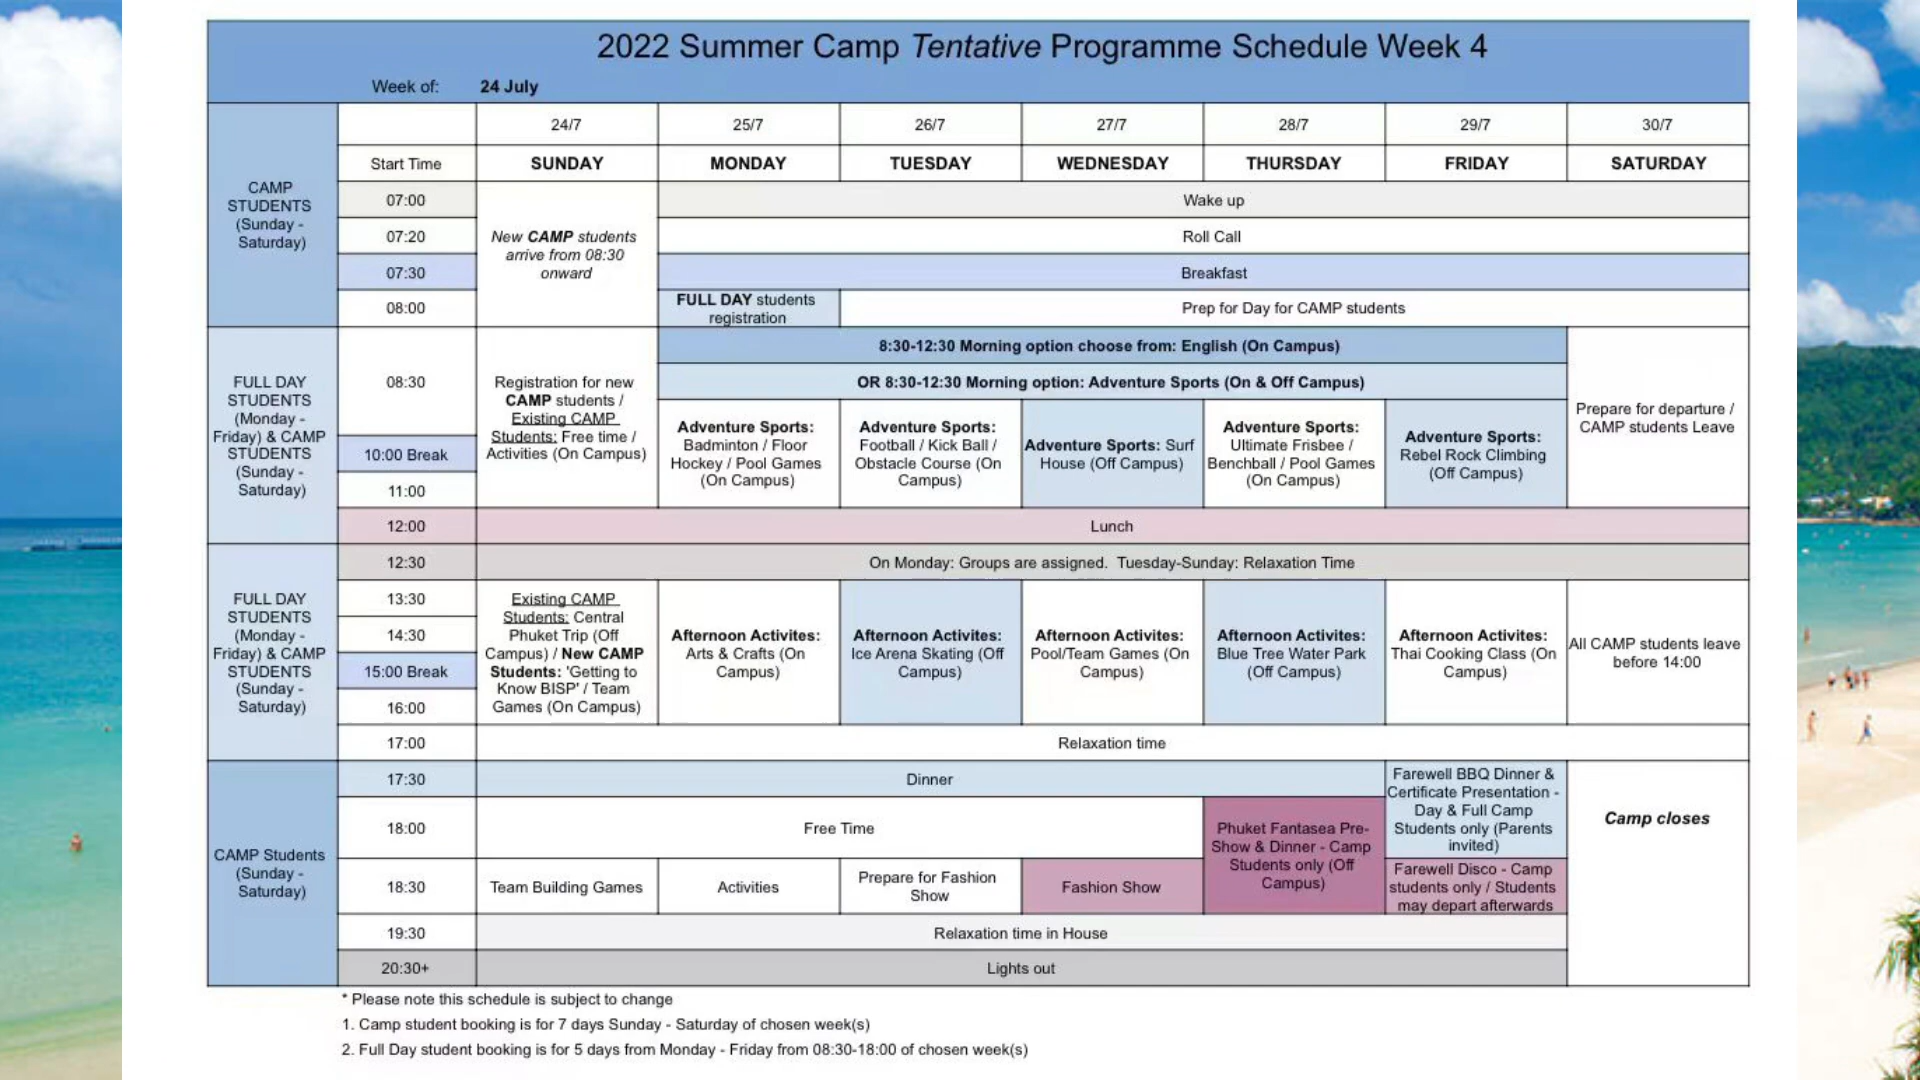 2022 Summer Camp Tentative Programme Schedule Week 4
Week of: 24 July
24/7 25/7 26/7 27/7 28/7 29/7 30/7
Start Time SUNDAY MONDAY TUESDAY WEDNESDAY THURSDAY FRIDAY SATURDAY
CAMP
STUDENTS
(Sunday -
Saturday)
07:00
Wake up
07:20
Roll Call
New CAMP students
arrive from 08:30
onward
07:30
Breakfast
08:00
FULL DAY students
registration
Prep for Day for CAMP students
FULL DAY
STUDENTS
(Monday -
Friday) & CAMP
STUDENTS
(Sunday -
Saturday)
08:30
10:00 Break
11:00
Registration for new
CAMP students /
Existing CAMP
Students: Free time /
Activities (On Campus)
8:30-12:30 Morning option choose from: English (On Campus)
OR 8:30-12:30 Morning option: Adventure Sports (On & Off Campus)
Adventure Sports:
Badminton / Floor
Hockey / Pool Games
(On Campus)
Adventure Sports:
Football / Kick Ball /
Obstacle Course (On
Campus)
Adventure Sports: Surf
House (Off Campus)
Adventure Sports:
Ultimate Frisbee /
Benchball / Pool Games
(On Campus)
Adventure Sports:
Rebel Rock Climbing
(Off Campus)
Prepare for departure /
CAMP students Leave
12:00
Lunch
FULL DAY
STUDENTS
(Monday -
Friday) & CAMP
STUDENTS
(Sunday -
Saturday)
12:30
On Monday: Groups are assigned. Tuesday-Sunday: Relaxation Time
13:30
14:30
15:00 Break
16:00
Existing CAMP
Students: Central
Phuket Trip (Off
Campus) / New CAMP
Students: 'Getting to
Know BISP' / Team
Games (On Campus)
Afternoon Activites:
Arts & Crafts (On
Campus)
Afternoon Activites:
Ice Arena Skating (Off
Campus)
Afternoon Activites:
Pool/Team Games (On
Campus)
Afternoon Activites:
Blue Tree Water Park
(Off Campus)
Afternoon Activites:
Thai Cooking Class (On
Campus)
All CAMP students leave
before 14:00
17:00
Relaxation time
CAMP Students
(Sunday -
Saturday)
17:30
Dinner
Farewell BBQ Dinner &
Certificate Presentation -
Day & Full Camp
Students only (Parents
invited)
18:00
Free Time
Phuket Fantasea Pre-
Show & Dinner - Camp
Students only (Off
Campus)
Camp closes
18:30
Team Building Games
Activities
Prepare for Fashion
Show
Fashion Show
Farewell Disco - Camp
students only / Students
may depart afterwards
19:30
Relaxation time in House
20:30+
Lights out
* Please note this schedule is subject to change
1. Camp student booking is for 7 days Sunday - Saturday of chosen week(s)
2. Full Day student booking is for 5 days from Monday - Friday from 08:30-18:00 of chosen week(s)